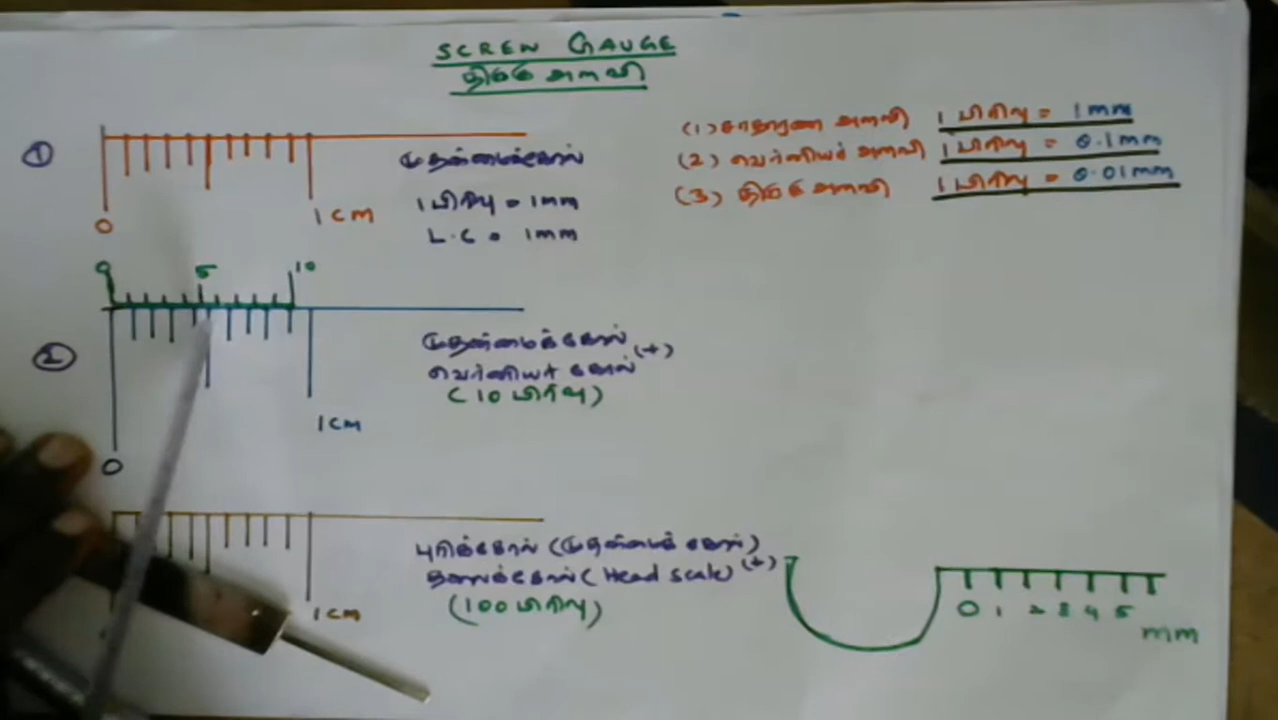 SCREW GAUGE
திருகு அளவி
(1) சாதாரண அளவி 1 பிரிவு = 1mm
(2) வெர்னியர் அளவி 1 பிரிவு = 0.1mm
(3) திருகு அளவி 1 பிரிவு = 0.01mm
①
முதன்மைக்கோல்
1 பிரிவு = 1mm
L.C = 1mm
0
1cm
②
0 5 10
முதன்மைக்கோல் (+)
வெர்னியர் கோல்
(10 பிரிவு)
1cm
0
புரிக்கோல் (முதன்மைக் கோல்) (+)
தலைக்கோல் (Head scale)
(100 பிரிவு)
1cm
0 1 2 3 4 5
mm